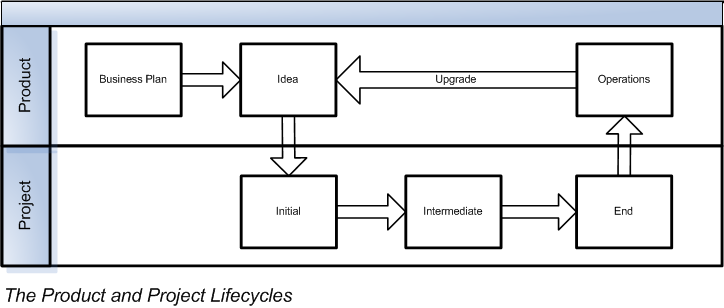 Product
Business Plan
Idea
Upgrade
Operations
Project
Initial
Intermediate
End
The Product and Project Lifecycles